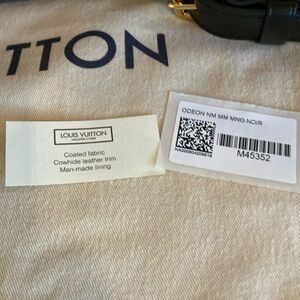 TTON
LOUIS VUITTON
Coated fabric
Cowhide leather trim
Man-made lining
ODEON NM MM MNG NOIR
M45352